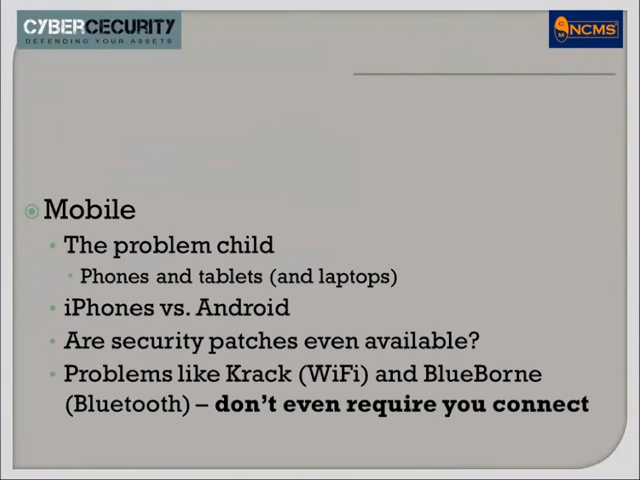 CYBERCECURITY
DEFENDING YOUR ASSETS
NCMS
Mobile
The problem child
Phones and tablets (and laptops)
iPhones vs. Android
Are security patches even available?
Problems like Krack (WiFi) and BlueBorne
(Bluetooth) – don't even require you connect